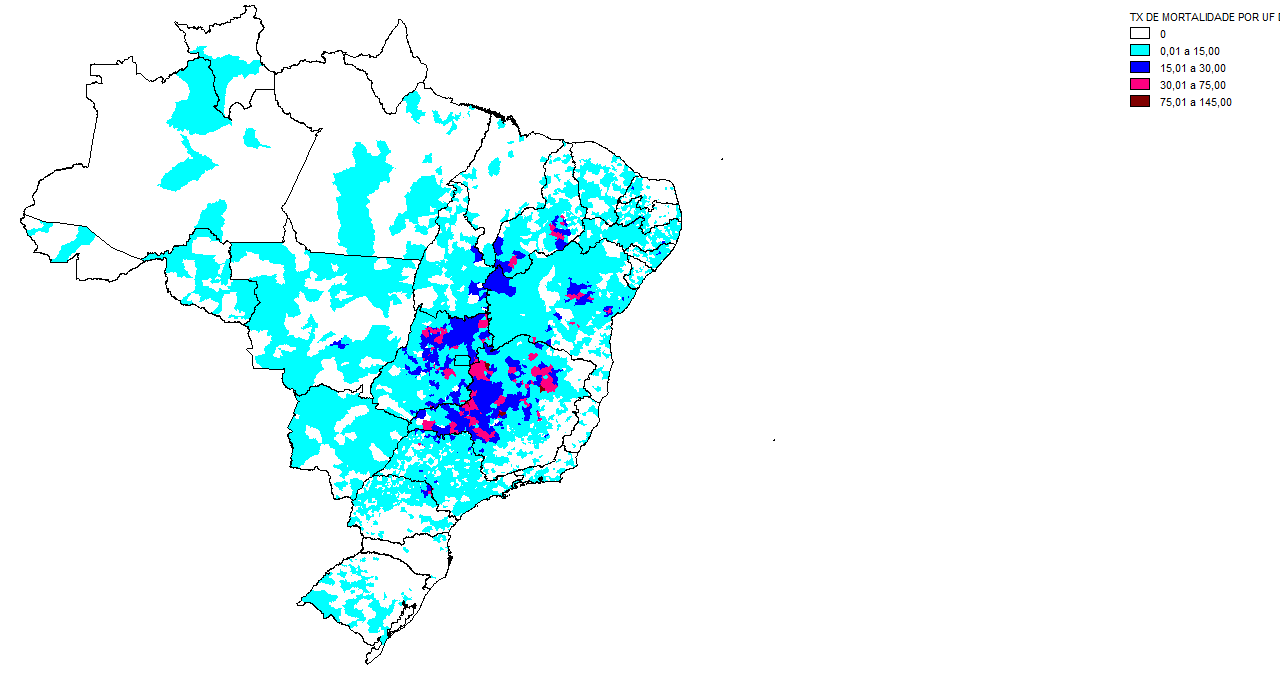 TX DE MORTALIDADE POR UF
0
0,01 a 15,00
15,01 a 30,00
30,01 a 75,00
75,01 a 145,00